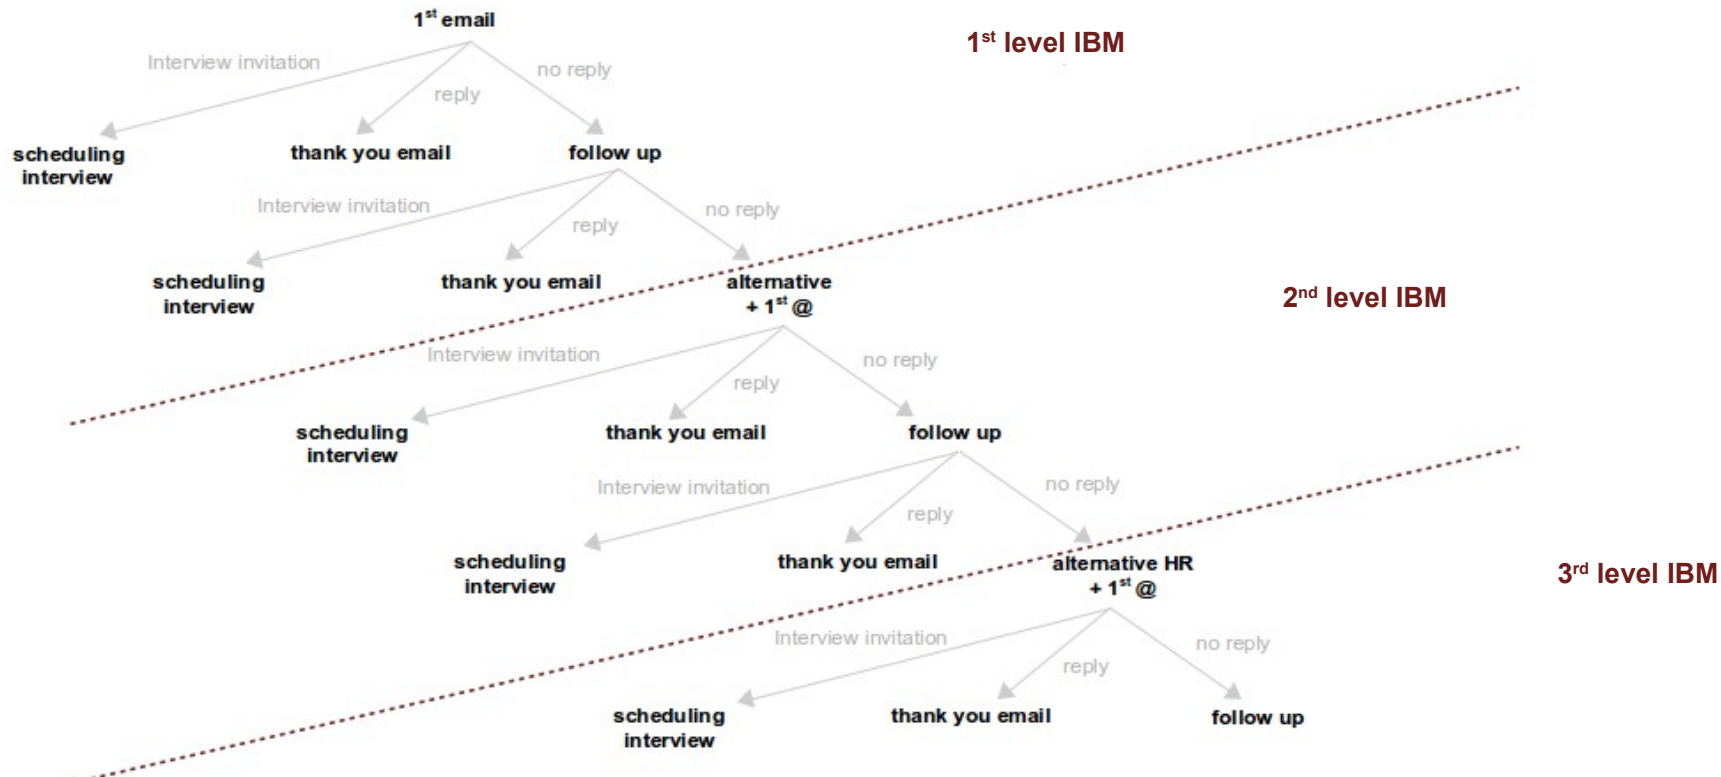 1st email
1st level IBM
Interview invitation
no reply
reply
scheduling
interview
thank you email
follow up
Interview invitation
no reply
reply
scheduling
interview
thank you email
alternative
+ 1st @
2nd level IBM
Interview invitation
no reply
reply
scheduling
interview
thank you email
follow up
Interview invitation
no reply
reply
scheduling
interview
thank you email
alternative HR
+ 1st @
3rd level IBM
Interview invitation
no reply
reply
scheduling
interview
thank you email
follow up